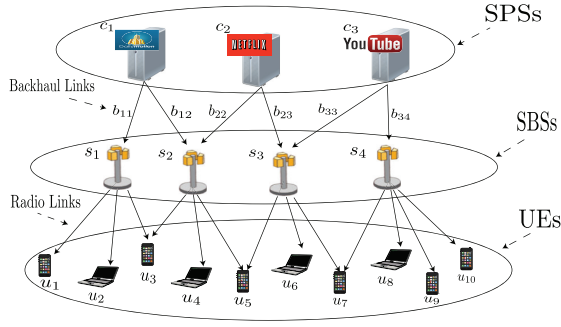 SPSs
c1 c2 c3
Dailymotion
NETFLIX
YouTube
Backhaul Links
b11 b12 b22 b23 b33 b34
SBSs
s1 s2 s3 s4
Radio Links
UEs
u1 u2 u3 u4 u5 u6 u7 u8 u9 u10